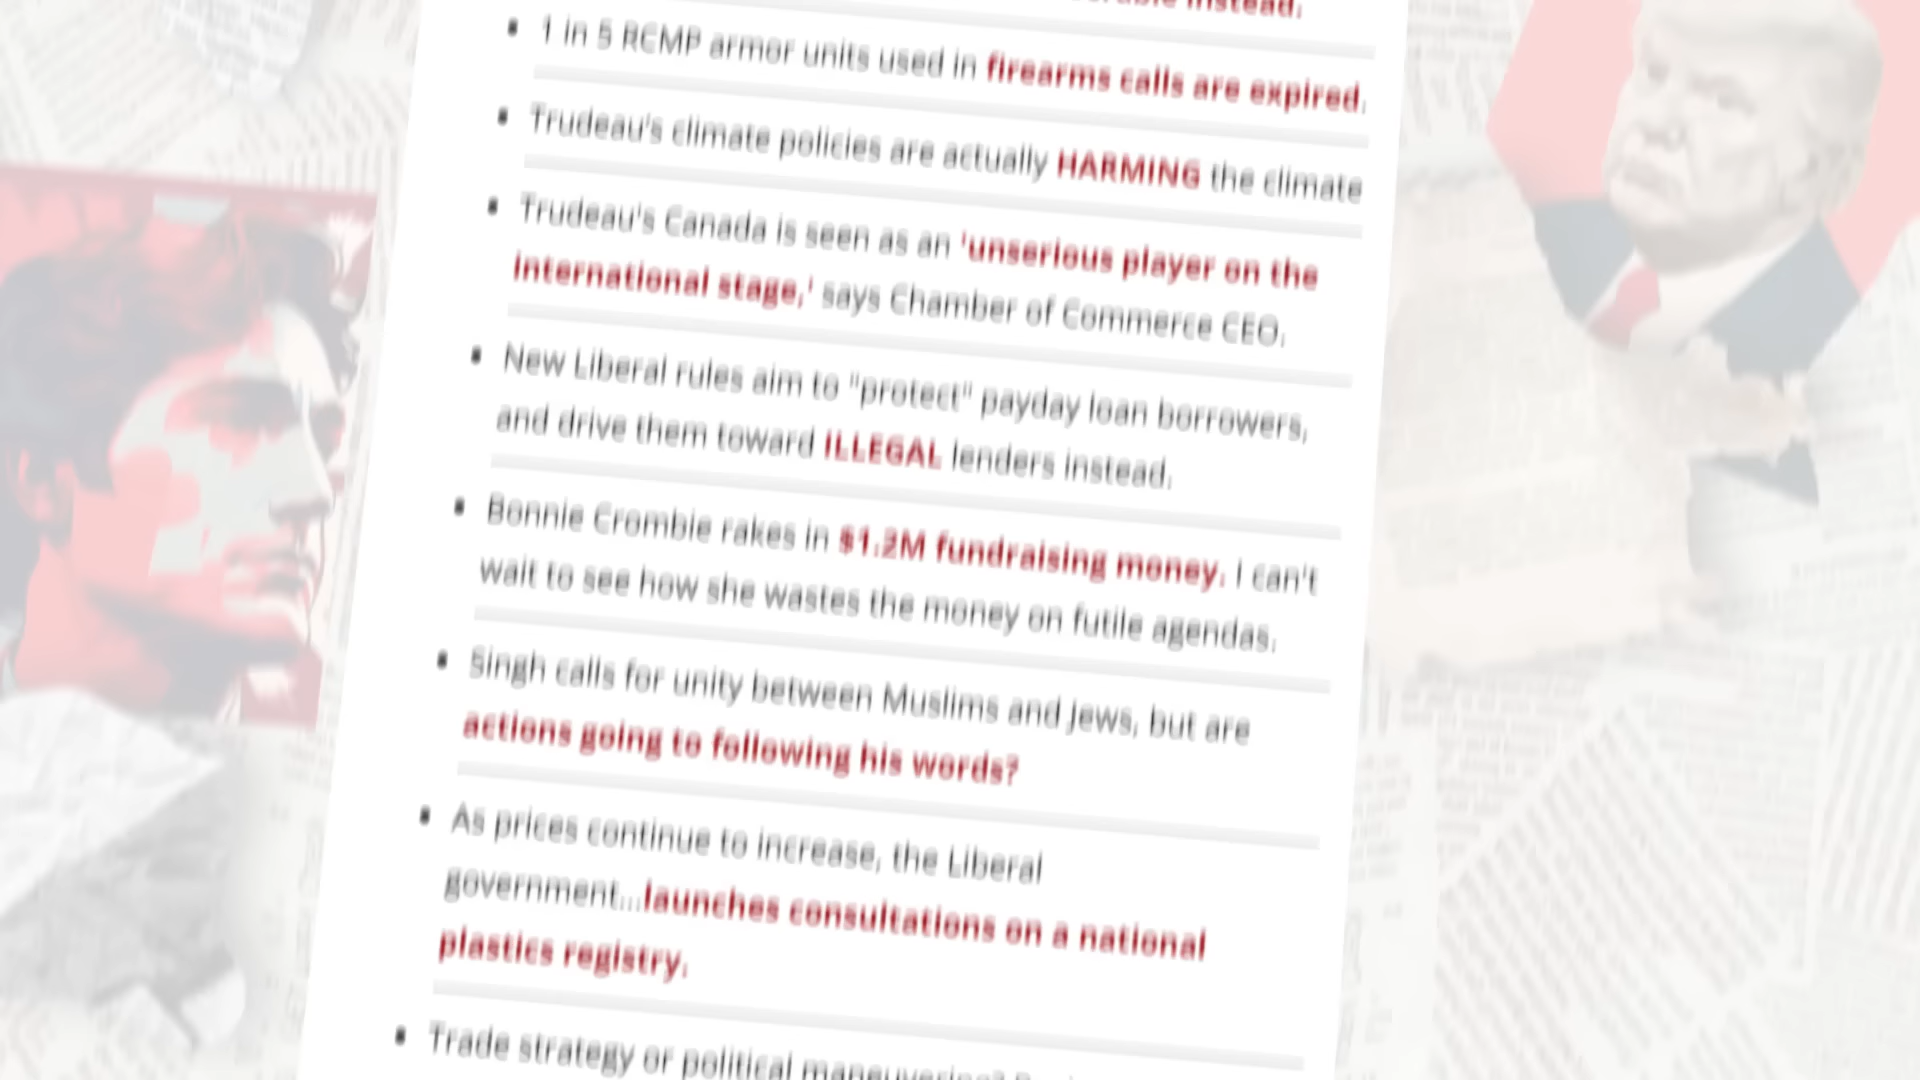 instead.
1 in 5 RCMP armor units used in firearms calls are expired.
Trudeau's climate policies are actually HARMING the climate
Trudeau's Canada is seen as an 'unserious player on the
international stage,' says Chamber of Commerce CEO.
New Liberal rules aim to "protect" payday loan borrowers,
and drive them toward ILLEGAL lenders instead.
Bonnie Crombie rakes in $1.2M fundraising money. I can't
wait to see how she wastes the money on futile agendas.
Singh calls for unity between Muslims and Jews, but are
actions going to following his words?
As prices continue to increase, the Liberal
government...launches consultations on a national
plastics registry.
Trade strategy or political maneuvering?